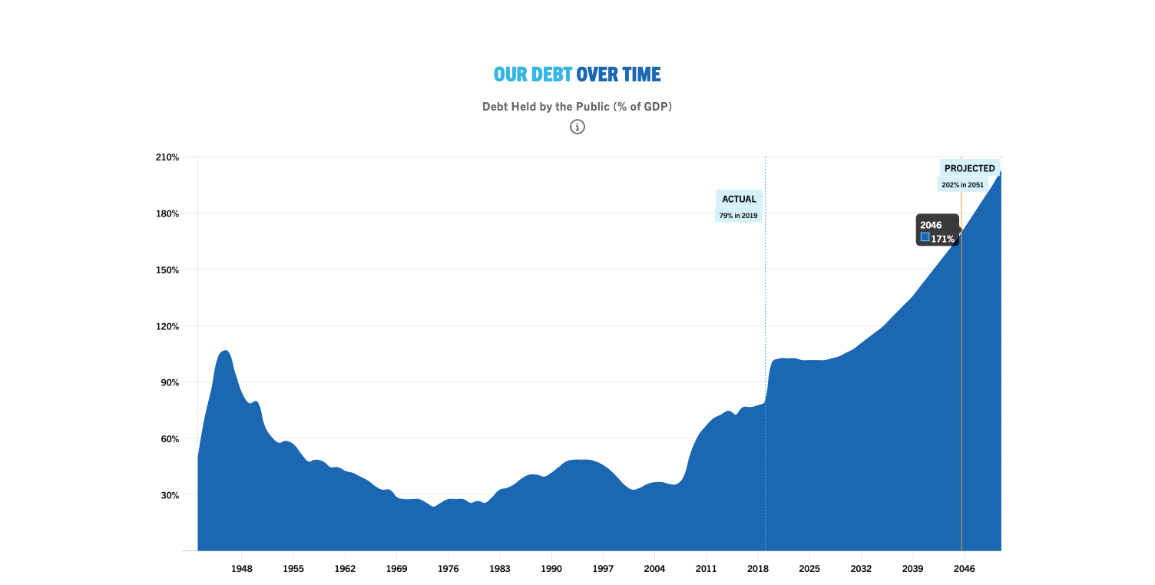 OUR DEBT OVER TIME
Debt Held by the Public (% of GDP)
i
210%
PROJECTED
202% in 2051
ACTUAL
79% in 2019
180%
2046
171%
150%
120%
90%
60%
30%
1948 1955 1962 1969 1976 1983 1990 1997 2004 2011 2018 2025 2032 2039 2046